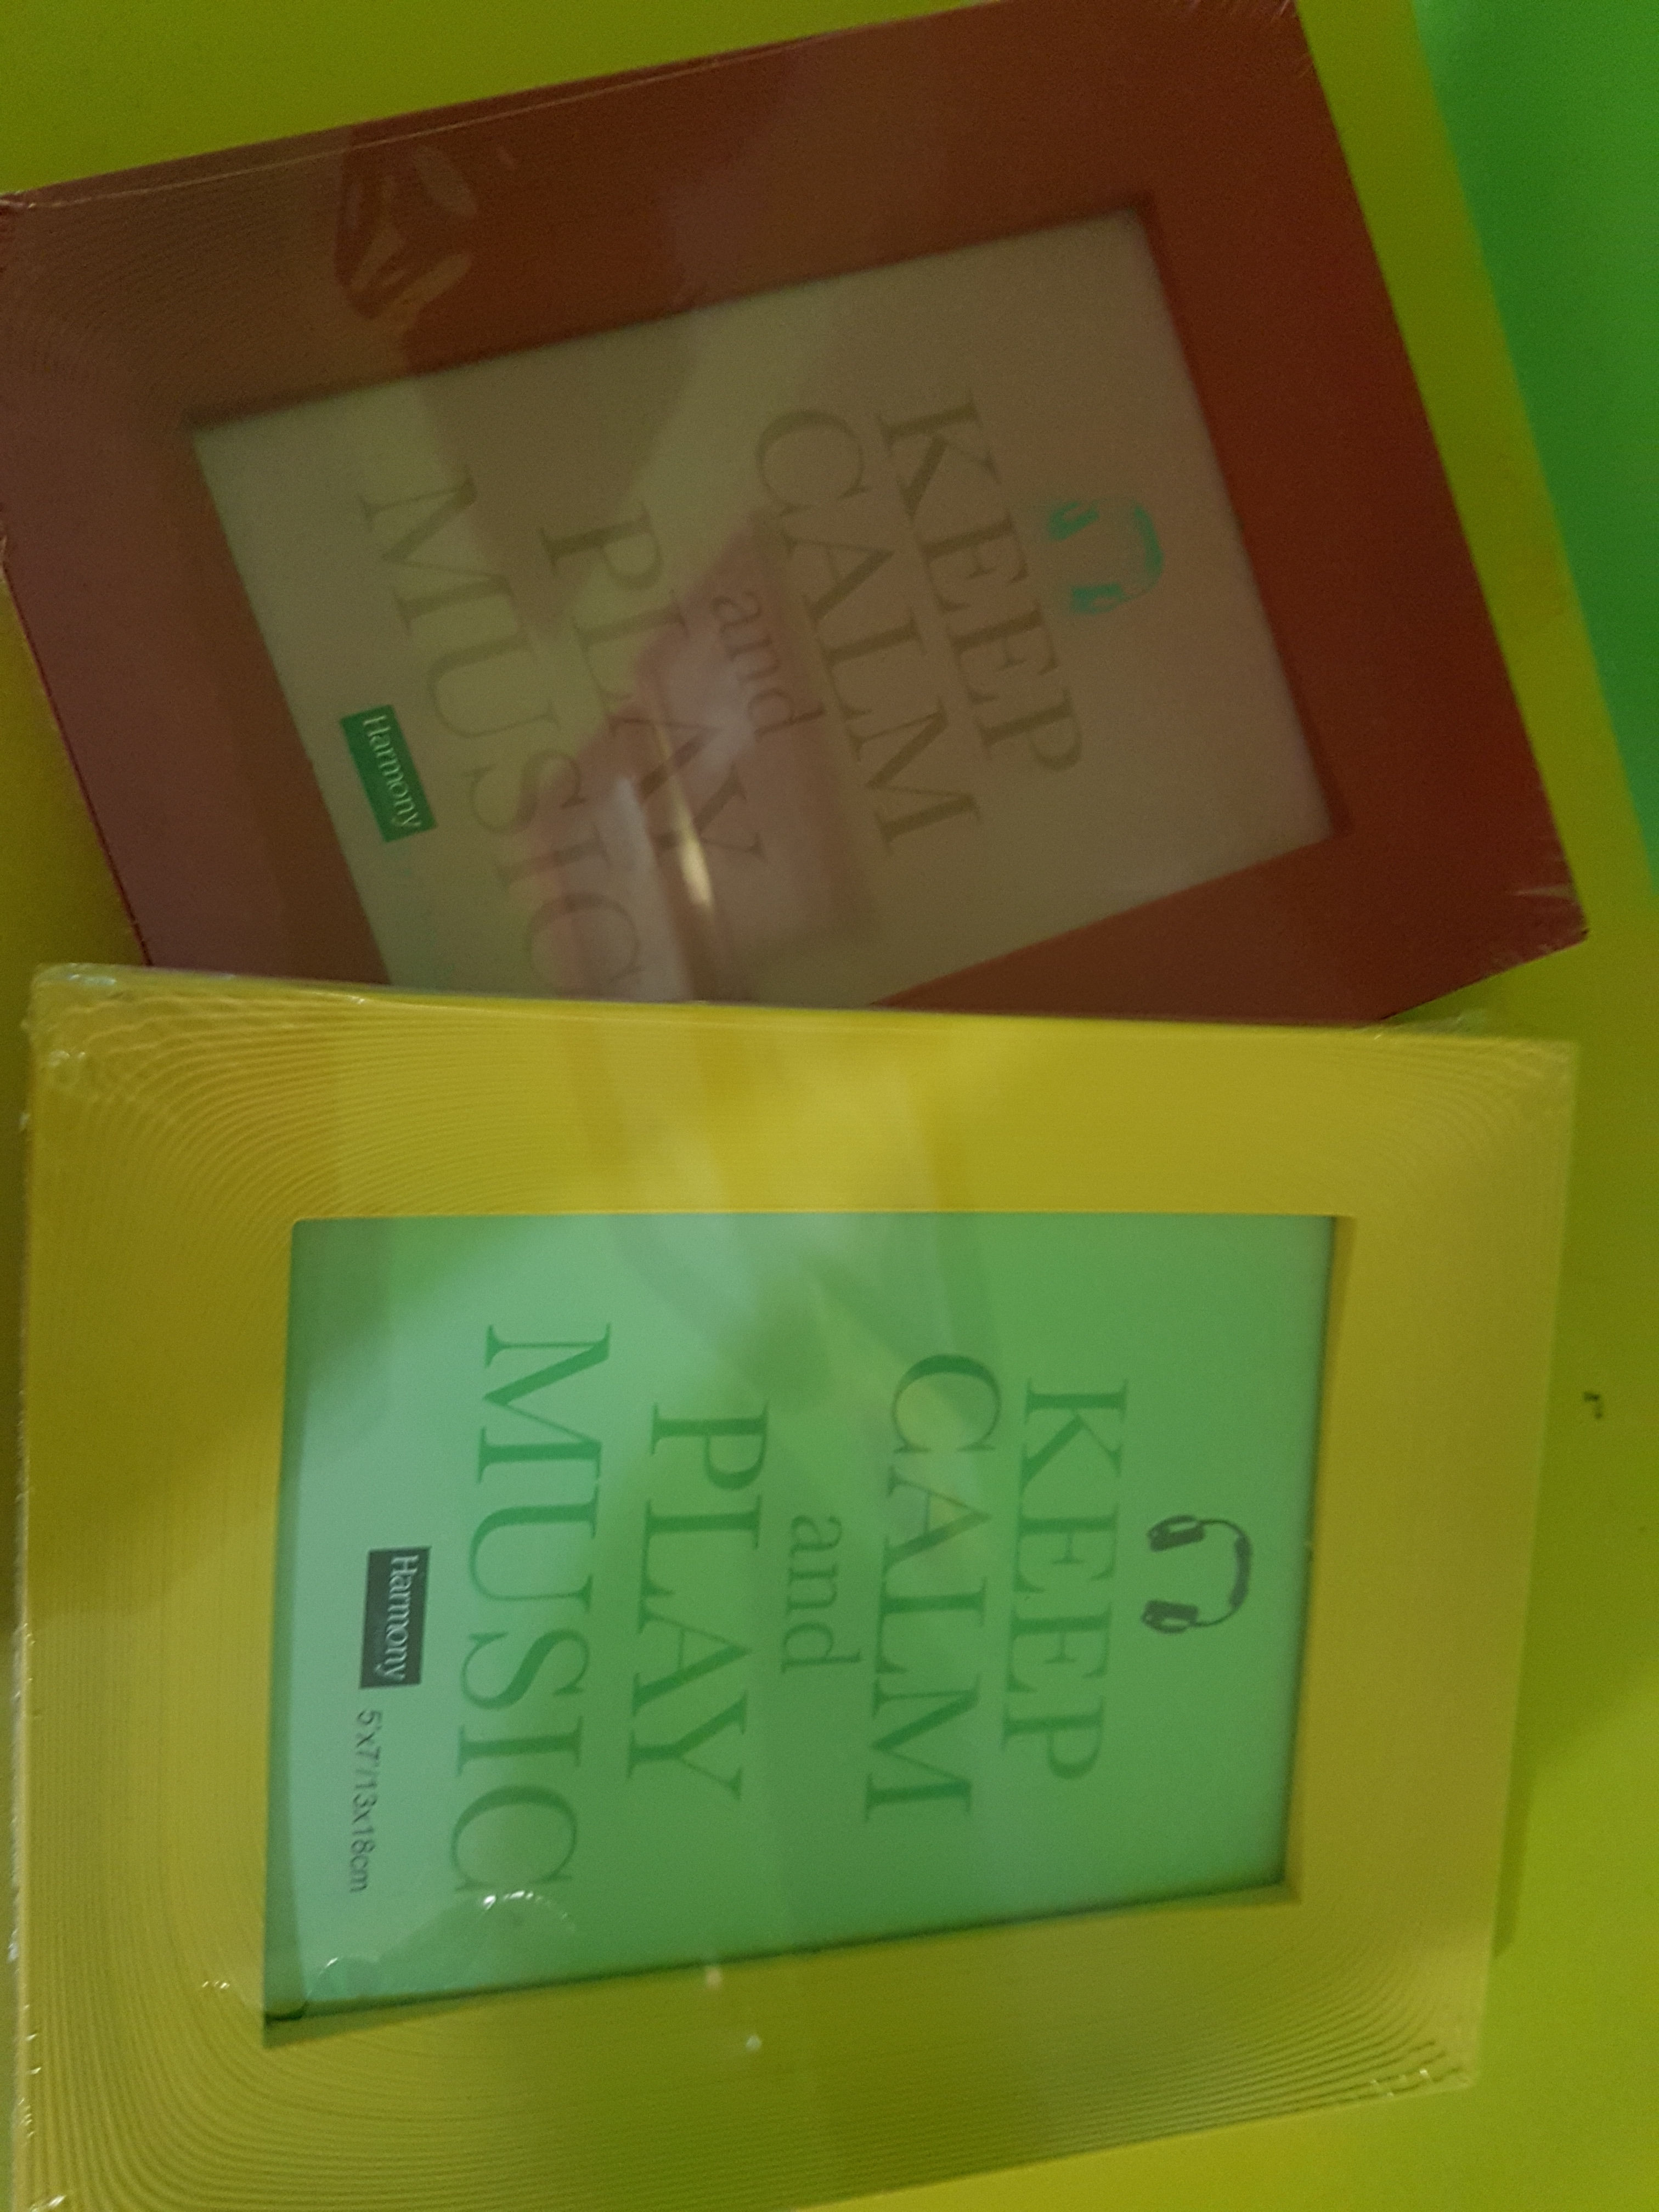 KEEP
CALM
and
PLAY
MUSIC
Harmony
KEEP
CALM
and
PLAY
MUSIC
Harmony 5'x7'/13x18cm